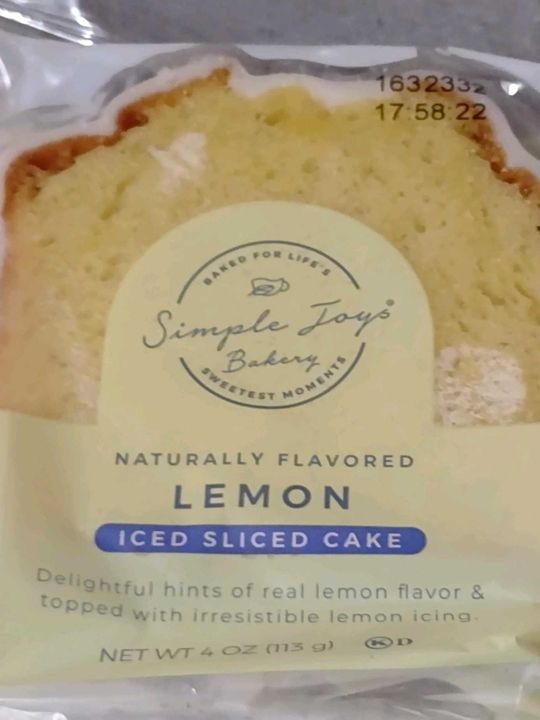 1632332
17:58 22
BAKED FOR LIFE'S
Simple Joys®
Bakery
SWEETEST MOMENTS
NATURALLY FLAVORED
LEMON
ICED SLICED CAKE
Delightful hints of real lemon flavor &
topped with irresistible lemon icing.
NET WT 4 OZ (113 g) K D